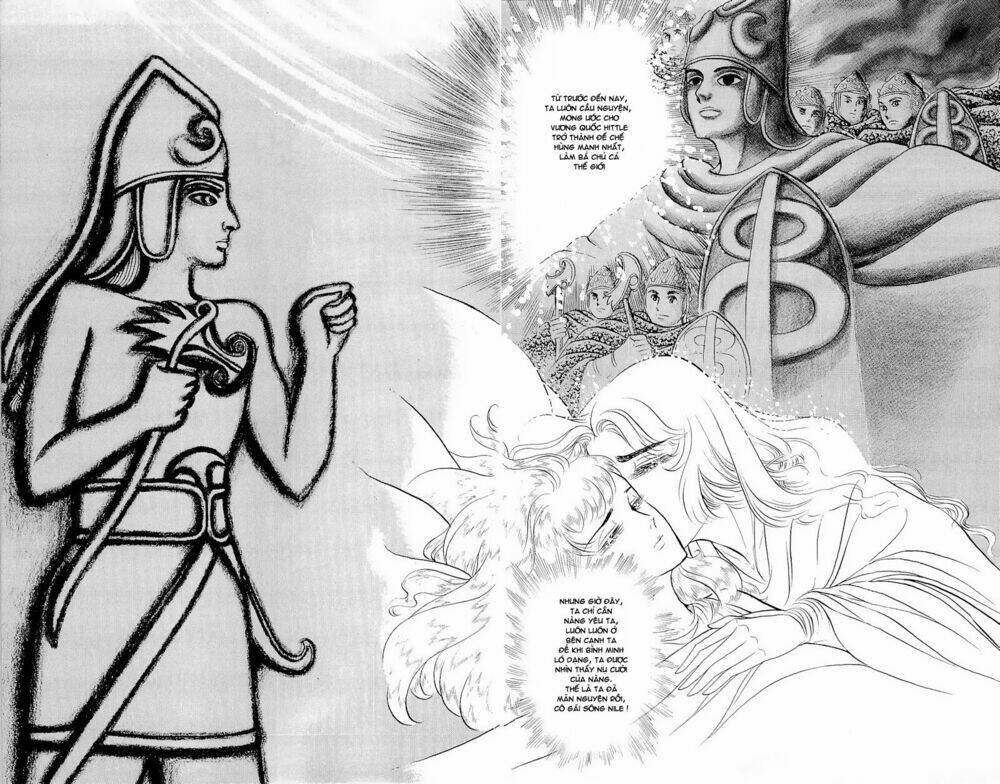 TỪ TRƯỚC ĐẾN NAY,
TA LUÔN CẦU NGUYỆN,
MONG ƯỚC CHO
VƯƠNG QUỐC HITTLE
TRỞ THÀNH ĐẾ CHẾ
HÙNG MẠNH NHẤT,
LÀM BÁ CHỦ CẢ
THẾ GIỚI
NHƯNG GIỜ ĐÂY,
TA CHỈ CẦN
NÀNG YÊU TA,
LUÔN LUÔN Ở
BÊN CẠNH TA
ĐỂ KHI BÌNH MINH
LÓ DẠNG, TA ĐƯỢC
NHÌN THẤY NỤ CƯỜI
CỦA NÀNG.
THẾ LÀ TA ĐÃ
MÃN NGUYỆN RỒI,
CÔ GÁI SÔNG NILE !